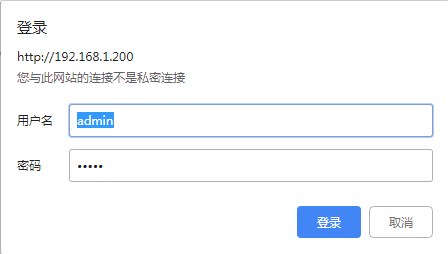 登录
http://192.168.1.200
您与此网站的连接不是私密连接
用户名 admin
密码 •••••
登录 取消